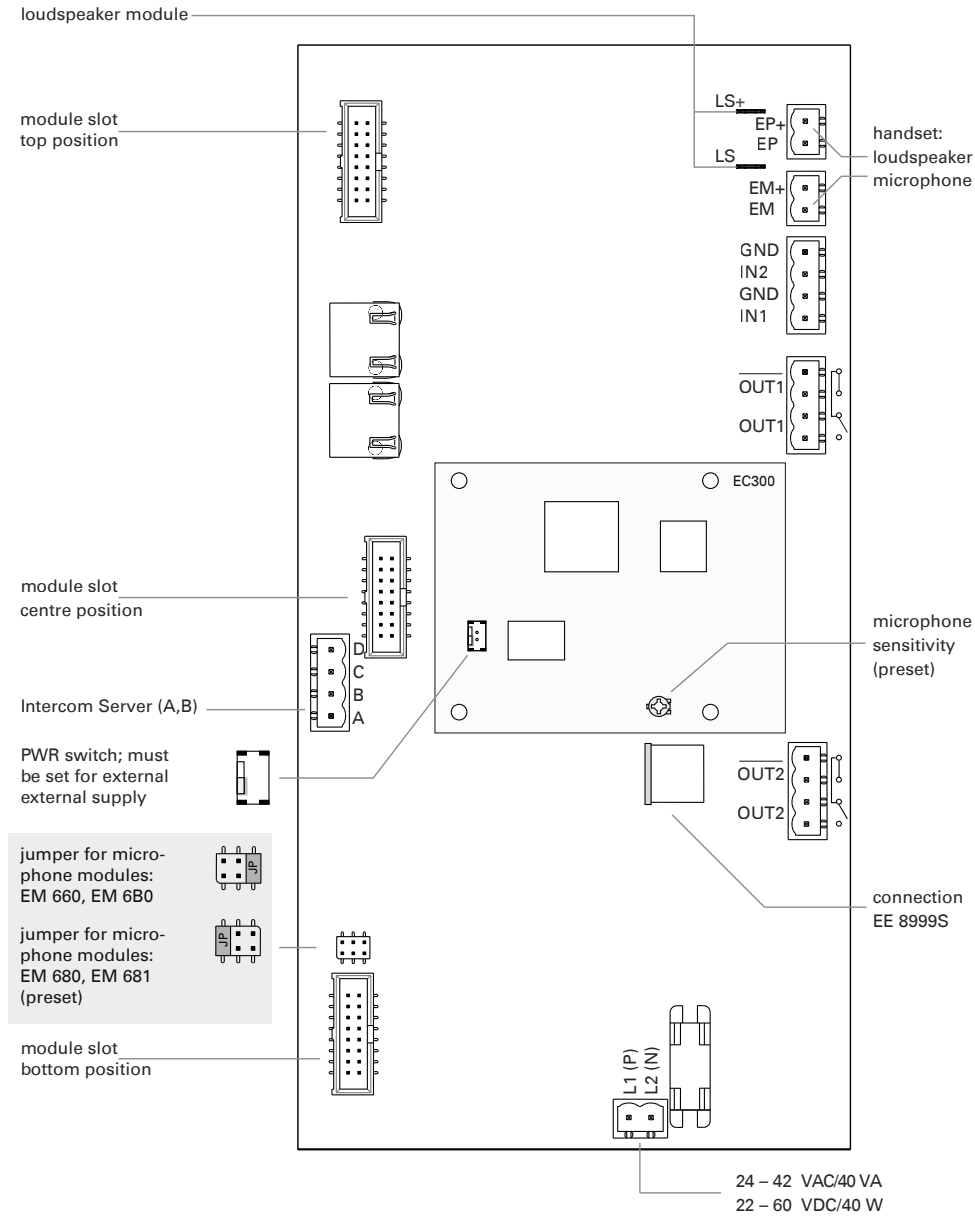 loudspeaker module
module slot
top position
LS+
EP+
EP
LS
EM+
EM
handset:
loudspeaker
microphone
GND
IN2
GND
IN1
OUT1
OUT1
EC300
module slot
centre position
D
C
B
A
Intercom Server (A,B)
microphone
sensitivity
(preset)
PWR switch; must
be set for external
external supply
OUT2
OUT2
jumper for micro-
phone modules:
EM 660, EM 6B0
JP
jumper for micro-
phone modules:
EM 680, EM 681
(preset)
JP
connection
EE 8999S
module slot
bottom position
L1 (P)
L2 (N)
24 – 42 VAC/40 VA
22 – 60 VDC/40 W